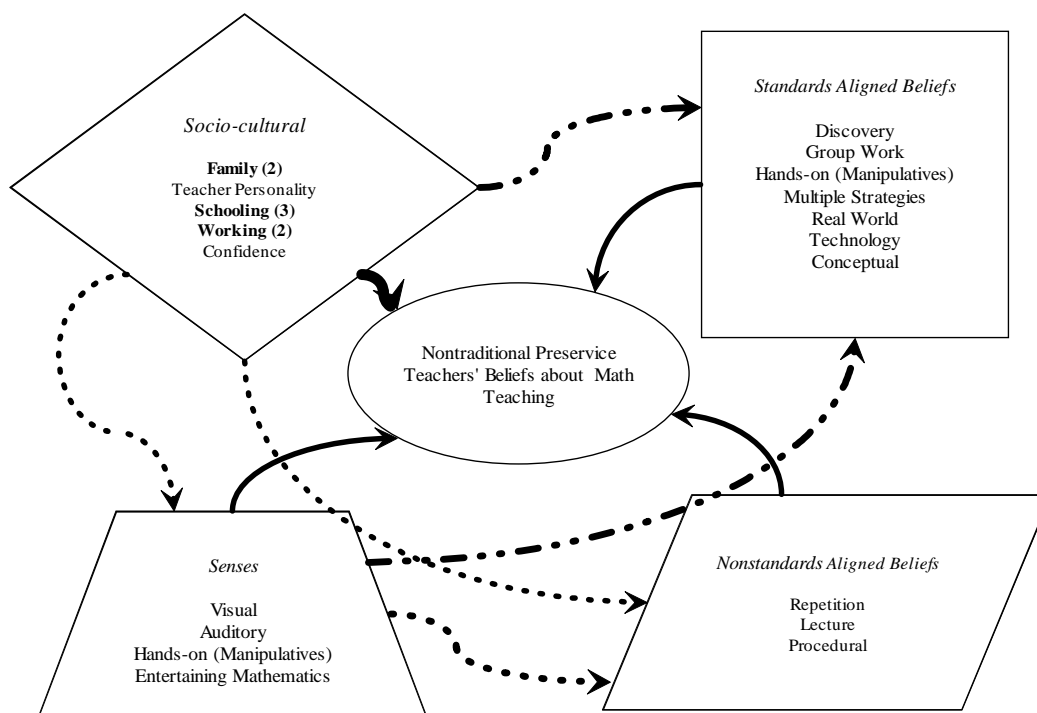 Socio-cultural
Family (2)
Teacher Personality
Schooling (3)
Working (2)
Confidence
Standards Aligned Beliefs
Discovery
Group Work
Hands-on (Manipulatives)
Multiple Strategies
Real World
Technology
Conceptual
Nontraditional Preservice
Teachers' Beliefs about Math
Teaching
Senses
Visual
Auditory
Hands-on (Manipulatives)
Entertaining Mathematics
Nonstandards Aligned Beliefs
Repetition
Lecture
Procedural